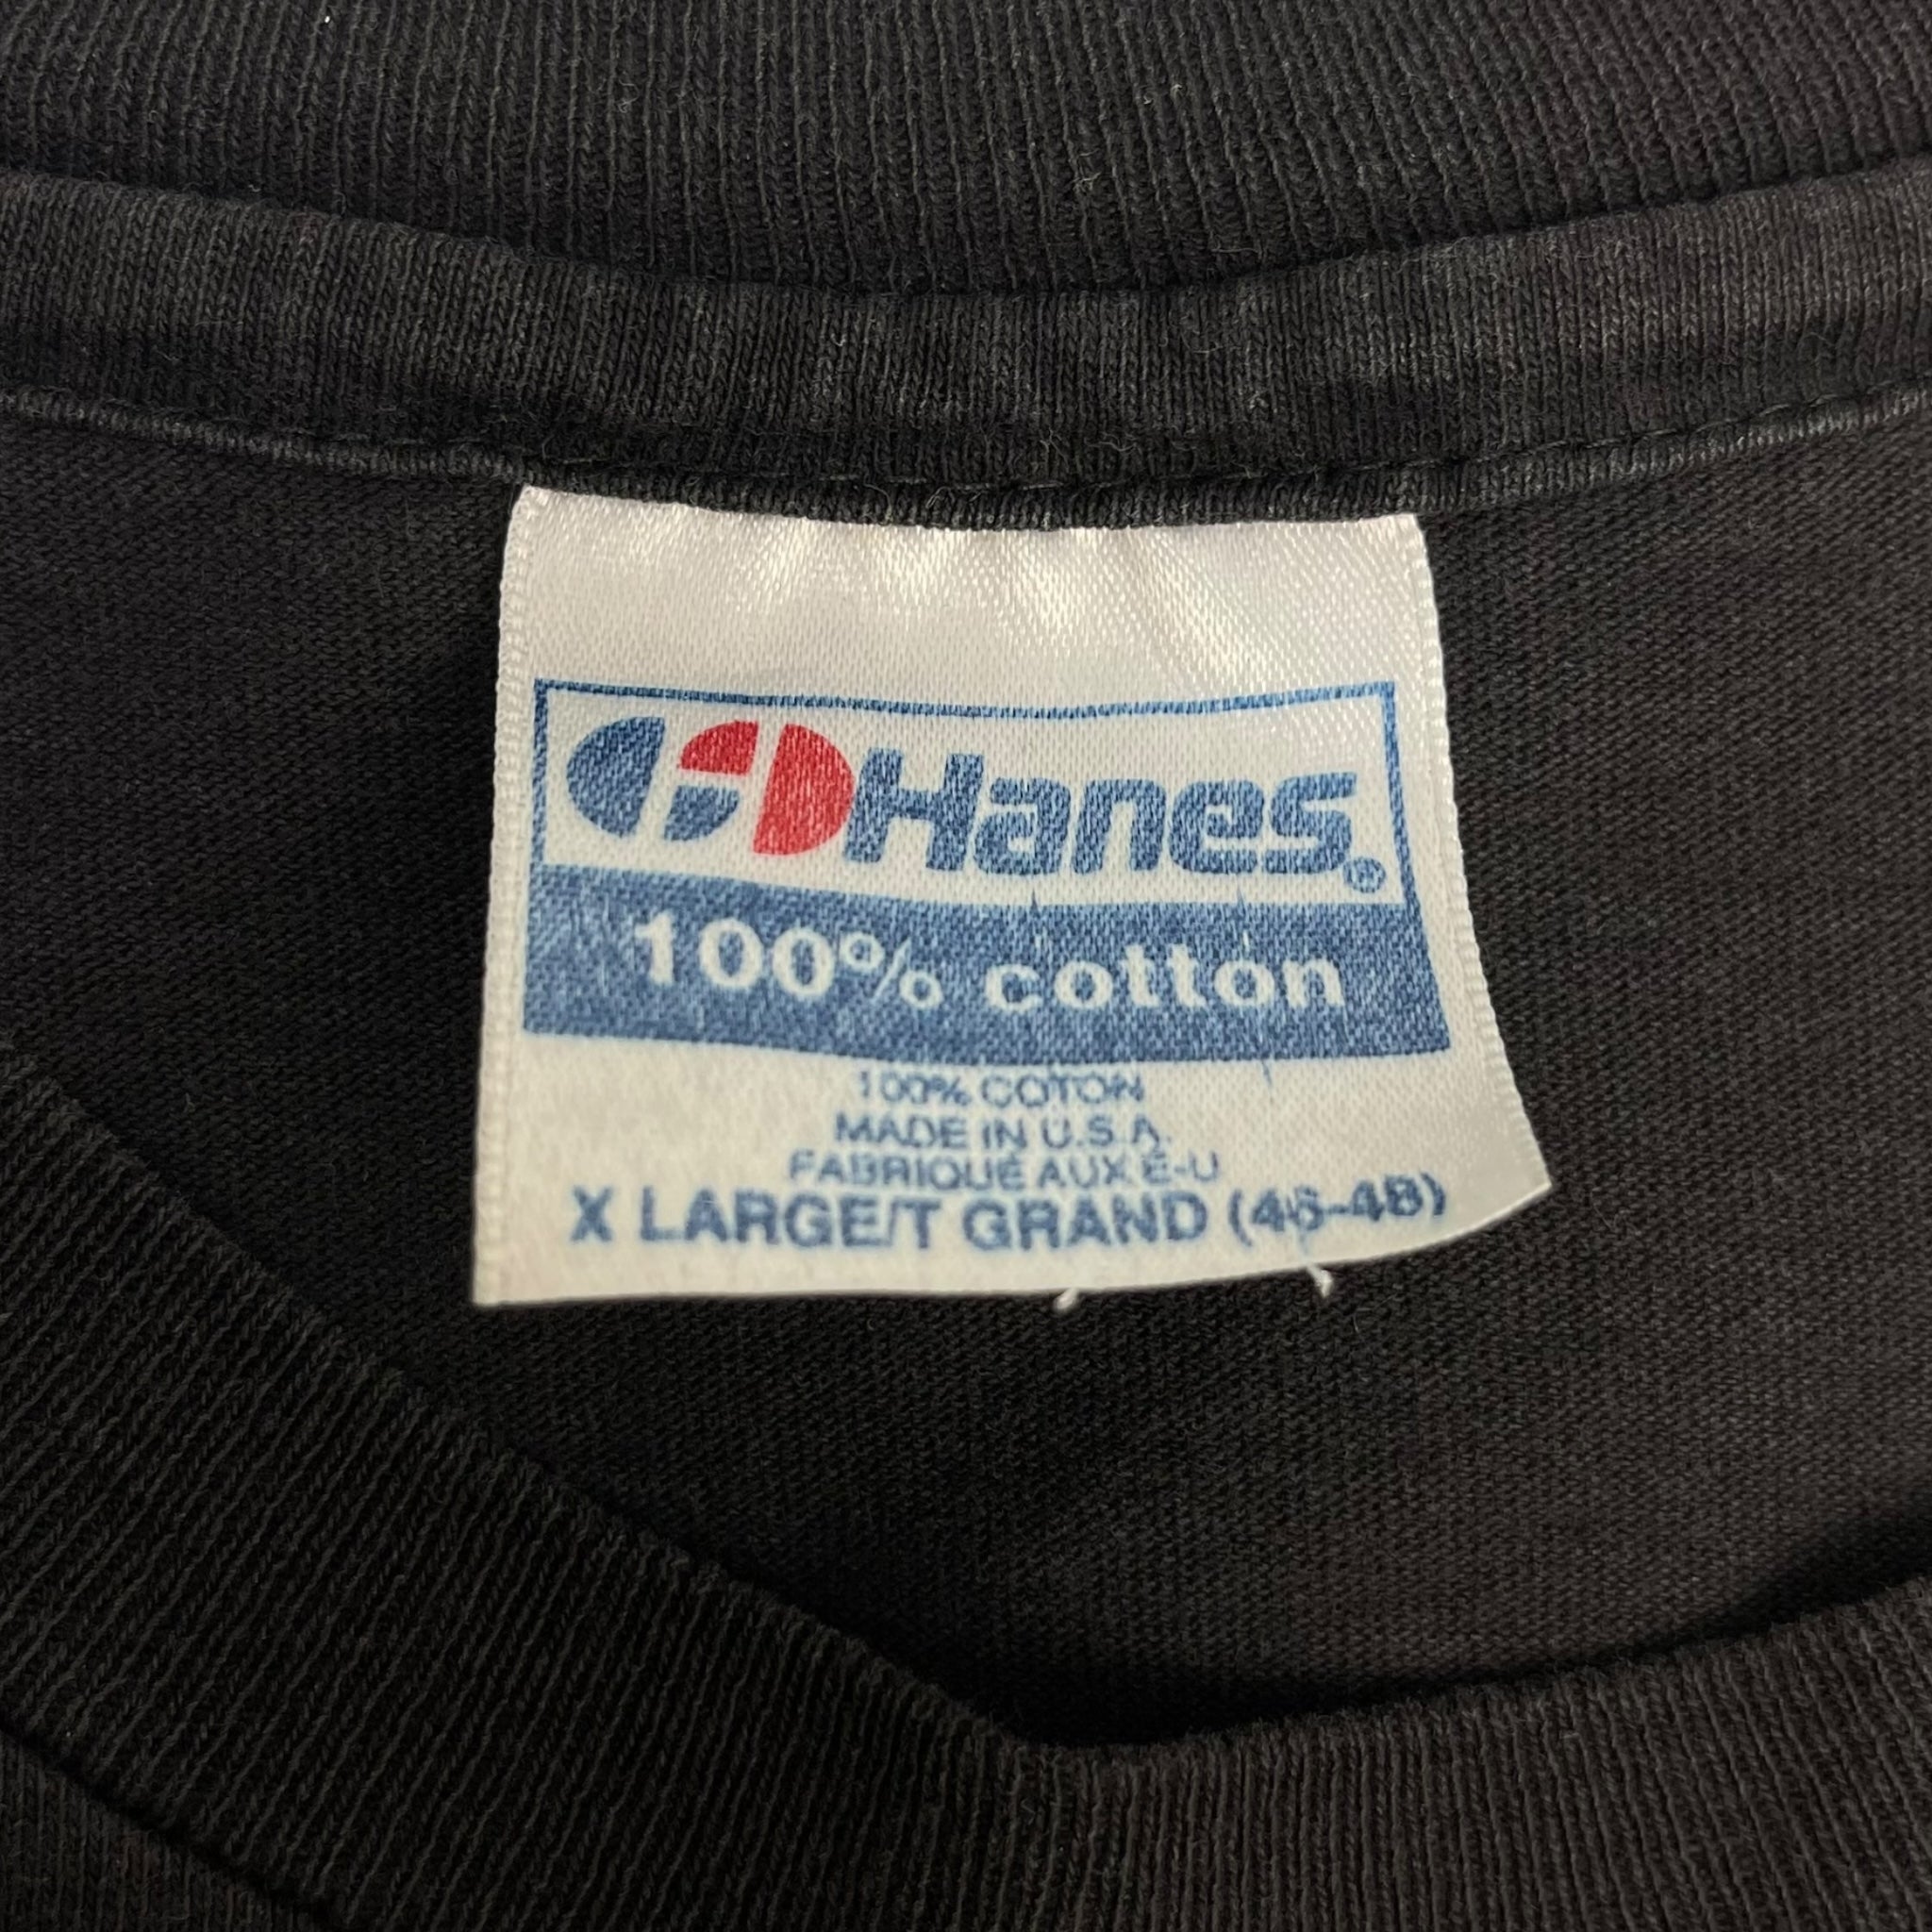 Hanes®
100% cotton
100% COTON
MADE IN U.S.A.
FABRIQUÉ AUX É-U
X LARGE/T GRAND (46-48)